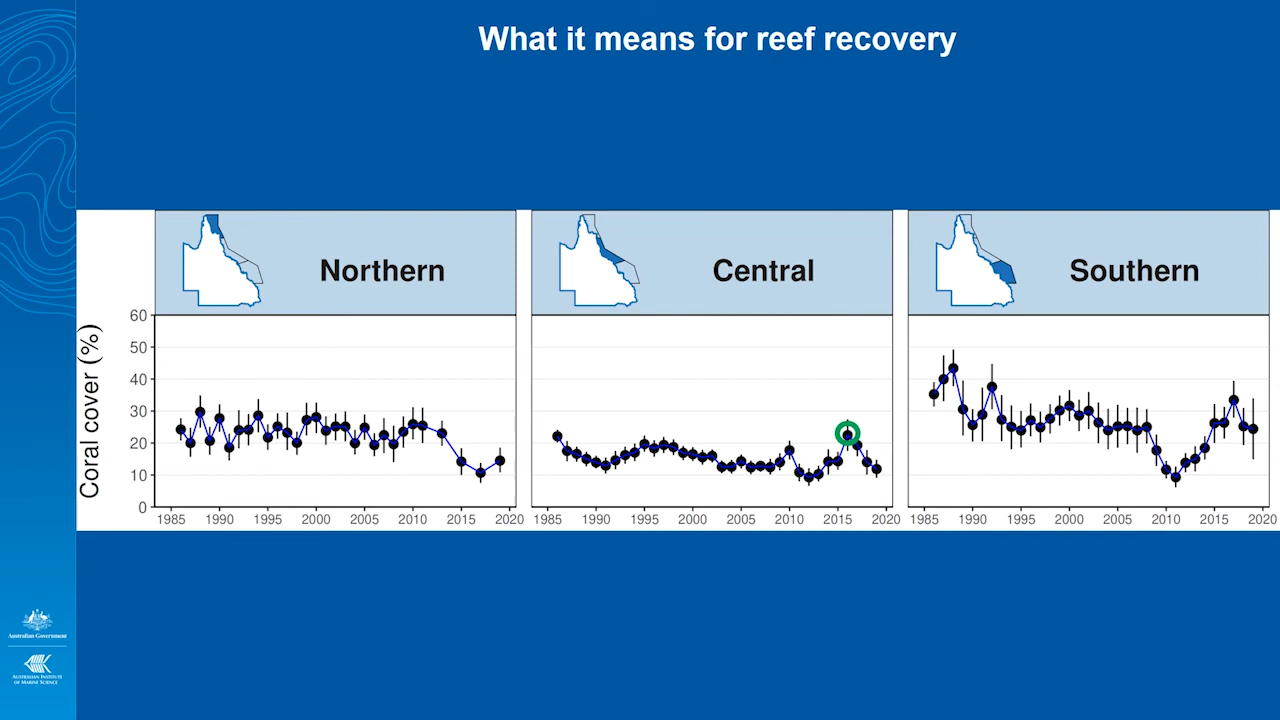 What it means for reef recovery
Northern
Central
Southern
Coral cover (%)
60
50
40
30
20
10
0
1985 1990 1995 2000 2005 2010 2015 2020
1985 1990 1995 2000 2005 2010 2015 2020
1985 1990 1995 2000 2005 2010 2015 2020
Australian Government
AUSTRALIAN INSTITUTE
OF MARINE SCIENCE